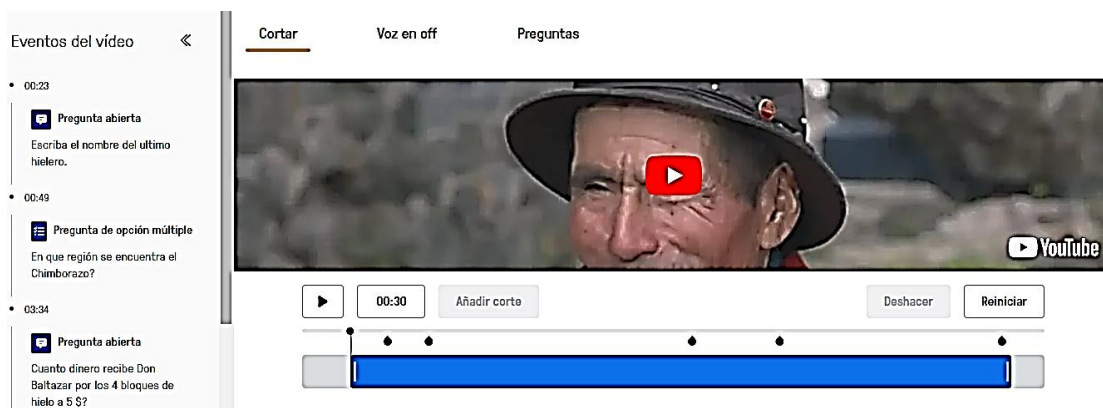 Eventos del vídeo
00:23
Pregunta abierta
Escriba el nombre del ultimo
hielero.
00:49
Pregunta de opción múltiple
En que región se encuentra el
Chimborazo?
03:34
Pregunta abierta
Cuanto dinero recibe Don
Baltazar por los 4 bloques de
hielo a 5 $?
Cortar Voz en off Preguntas
YouTube
00:30 Añadir corte Deshacer Reiniciar